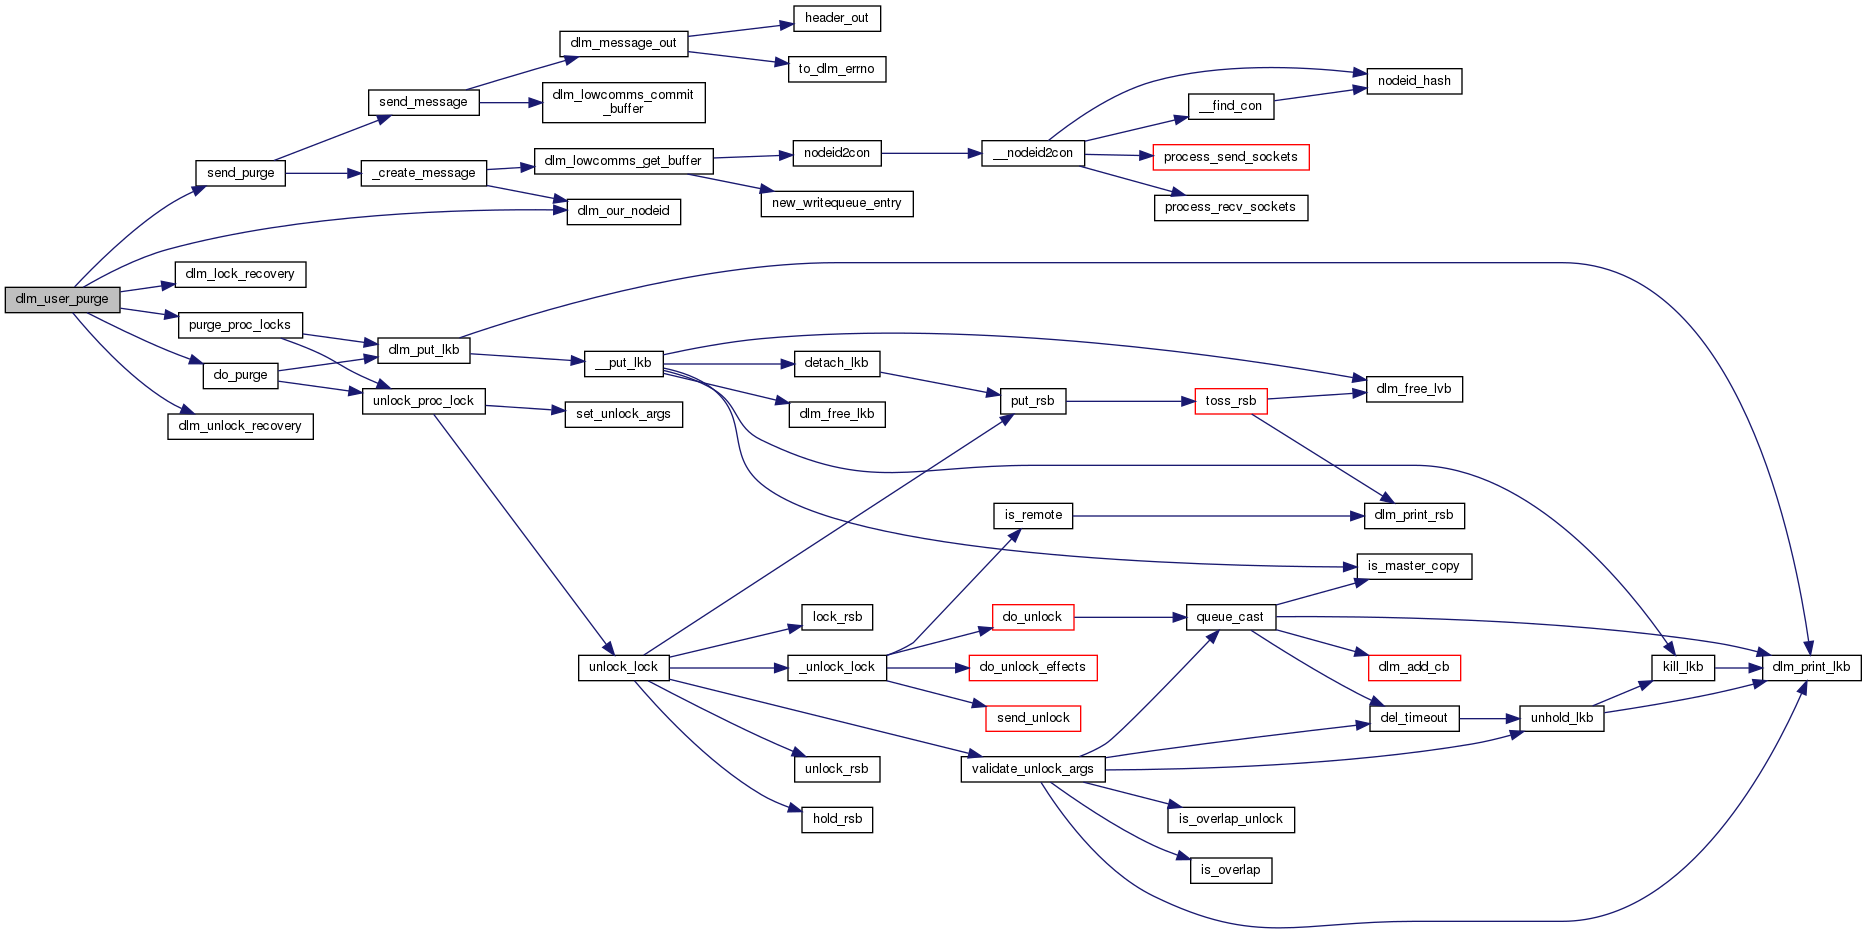 header_out
dlm_message_out
to_dlm_errno
nodeid_hash
send_message
dlm_lowcomms_commit
_buffer
__find_con
send_purge
_create_message
dlm_lowcomms_get_buffer
nodeid2con
__nodeid2con
process_send_sockets
dlm_our_nodeid
new_writequeue_entry
process_recv_sockets
dlm_lock_recovery
dlm_user_purge
purge_proc_locks
dlm_put_lkb
__put_lkb
detach_lkb
do_purge
unlock_proc_lock
set_unlock_args
dlm_free_lkb
put_rsb
toss_rsb
dlm_free_lvb
dlm_unlock_recovery
is_remote
dlm_print_rsb
is_master_copy
lock_rsb
do_unlock
queue_cast
unlock_lock
_unlock_lock
do_unlock_effects
dlm_add_cb
kill_lkb
dlm_print_lkb
send_unlock
del_timeout
unhold_lkb
unlock_rsb
validate_unlock_args
hold_rsb
is_overlap_unlock
is_overlap